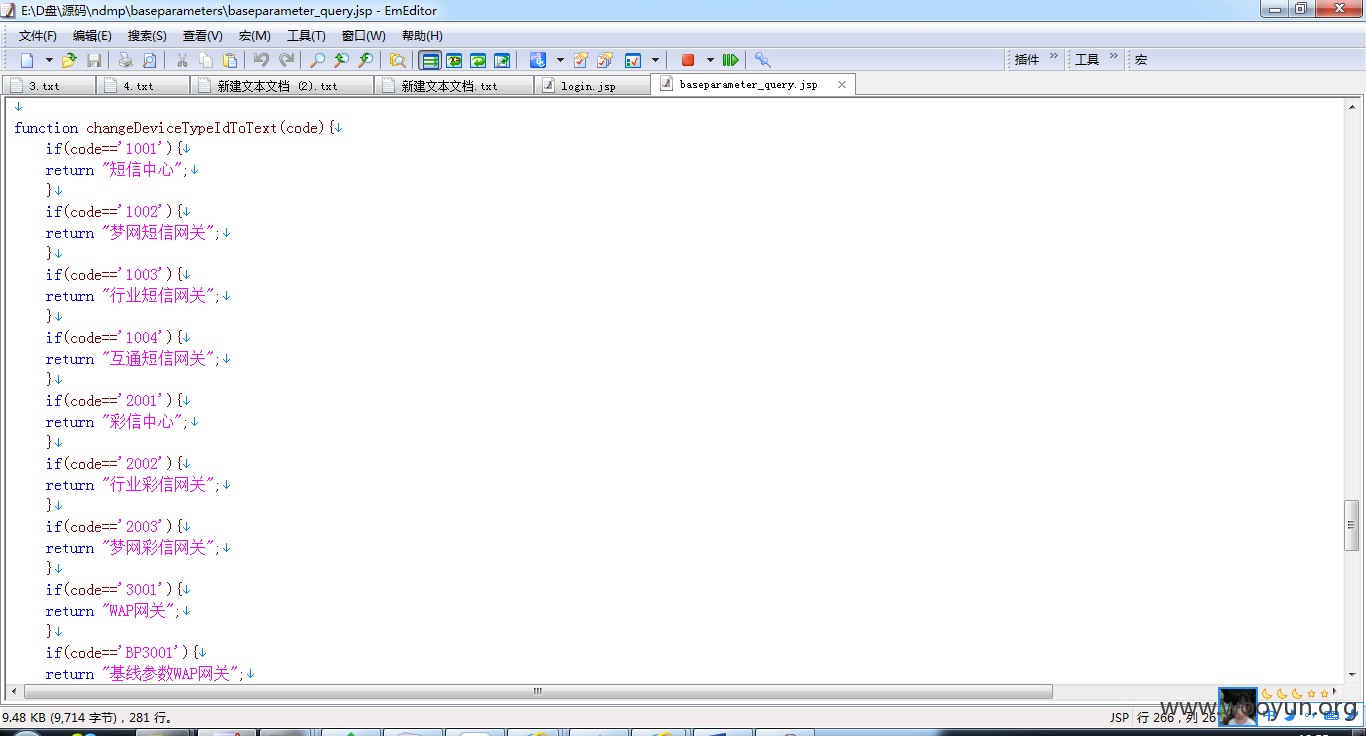 E:\D盘\源码\ndmp\baseparameters\baseparameter_query.jsp - EmEditor
文件(F) 编辑(E) 搜索(S) 查看(V) 宏(M) 工具(T) 窗口(W) 帮助(H)
插件 » 工具 » 宏
3.txt 4.txt 新建文本文档 (2).txt 新建文本文档.txt login.jsp baseparameter_query.jsp
↓
function changeDeviceTypeIdToText(code){↓
if(code=='1001'){↓
return "短信中心";↓
}↓
if(code=='1002'){↓
return "梦网短信网关";↓
}↓
if(code=='1003'){↓
return "行业短信网关";↓
}↓
if(code=='1004'){↓
return "互通短信网关";↓
}↓
if(code=='2001'){↓
return "彩信中心";↓
}↓
if(code=='2002'){↓
return "行业彩信网关";↓
}↓
if(code=='2003'){↓
return "梦网彩信网关";↓
}↓
if(code=='3001'){↓
return "WAP网关";↓
}↓
if(code=='BP3001'){↓
return "基线参数WAP网关";↓
9.48 KB (9,714 字节)，281 行。
JSP 行 266，列 26
www.wooyun.org